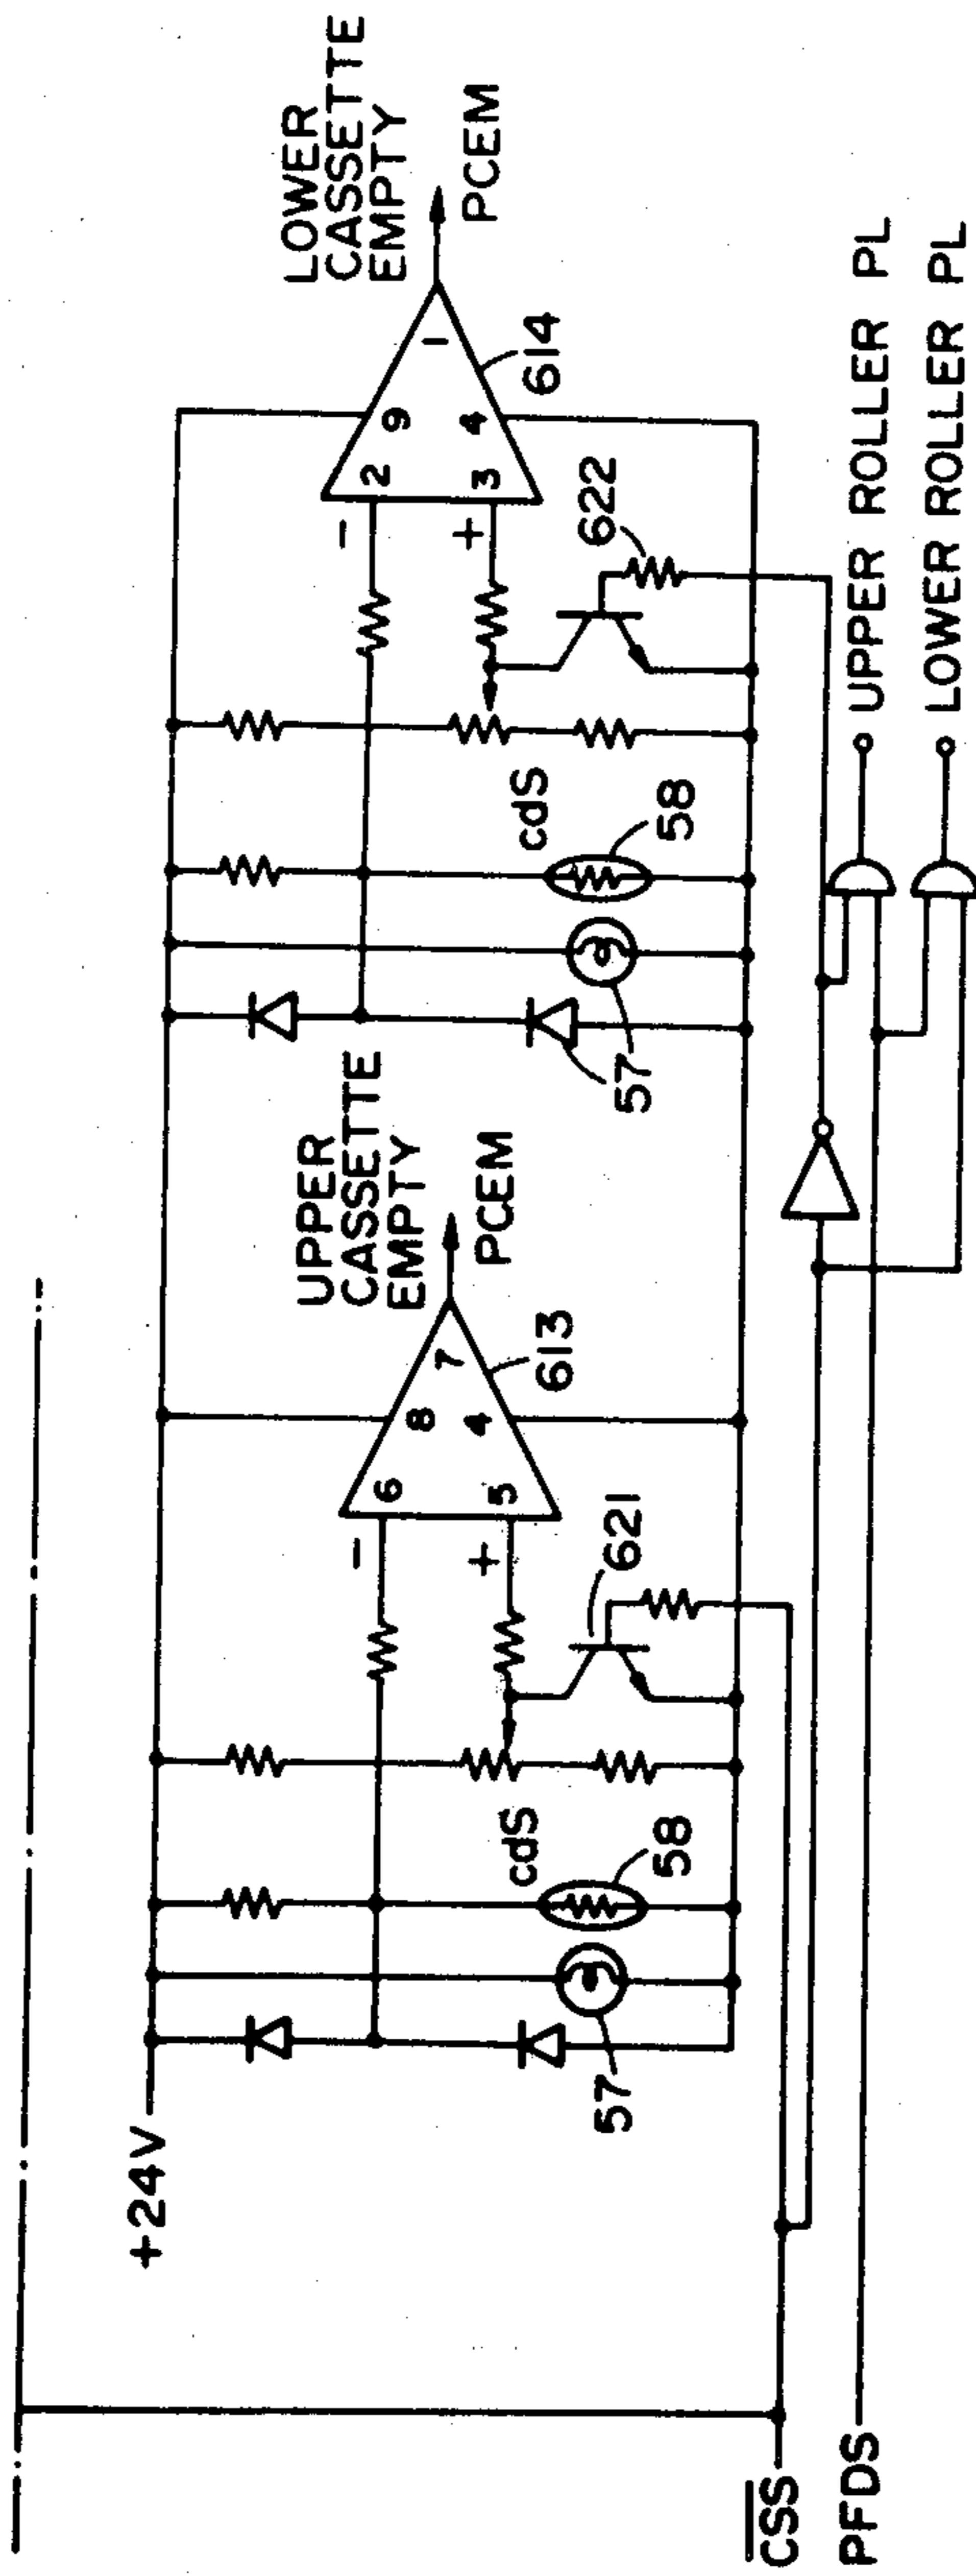 +24V
57
cdS
58
-
+
6
5
8
4
7
613
621
UPPER
CASSETTE
EMPTY
PCEM
57
57
cdS
58
-
+
2
3
9
4
1
614
622
LOWER
CASSETTE
EMPTY
PCEM
CSS
PFDS
UPPER ROLLER PL
LOWER ROLLER PL